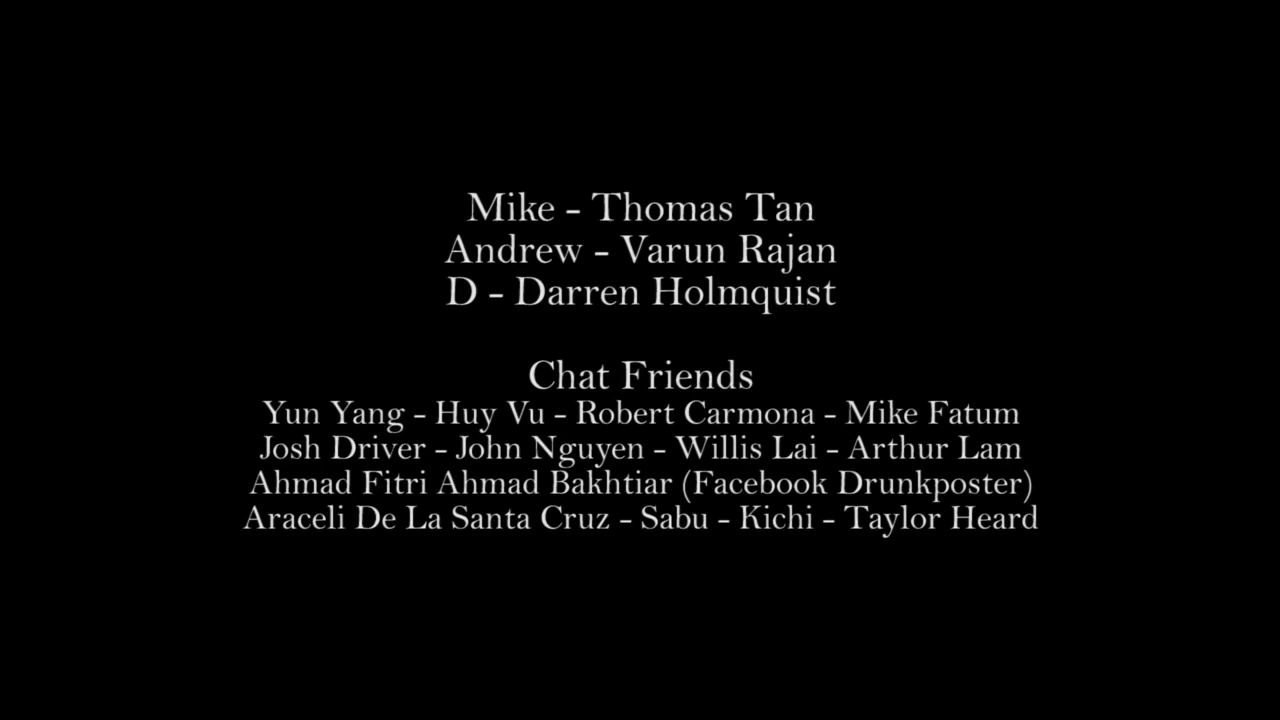 Mike - Thomas Tan
Andrew - Varun Rajan
D - Darren Holmquist
Chat Friends
Yun Yang - Huy Vu - Robert Carmona - Mike Fatum
Josh Driver - John Nguyen - Willis Lai - Arthur Lam
Ahmad Fitri Ahmad Bakhtiar (Facebook Drunkposter)
Araceli De La Santa Cruz - Sabu - Kichi - Taylor Heard